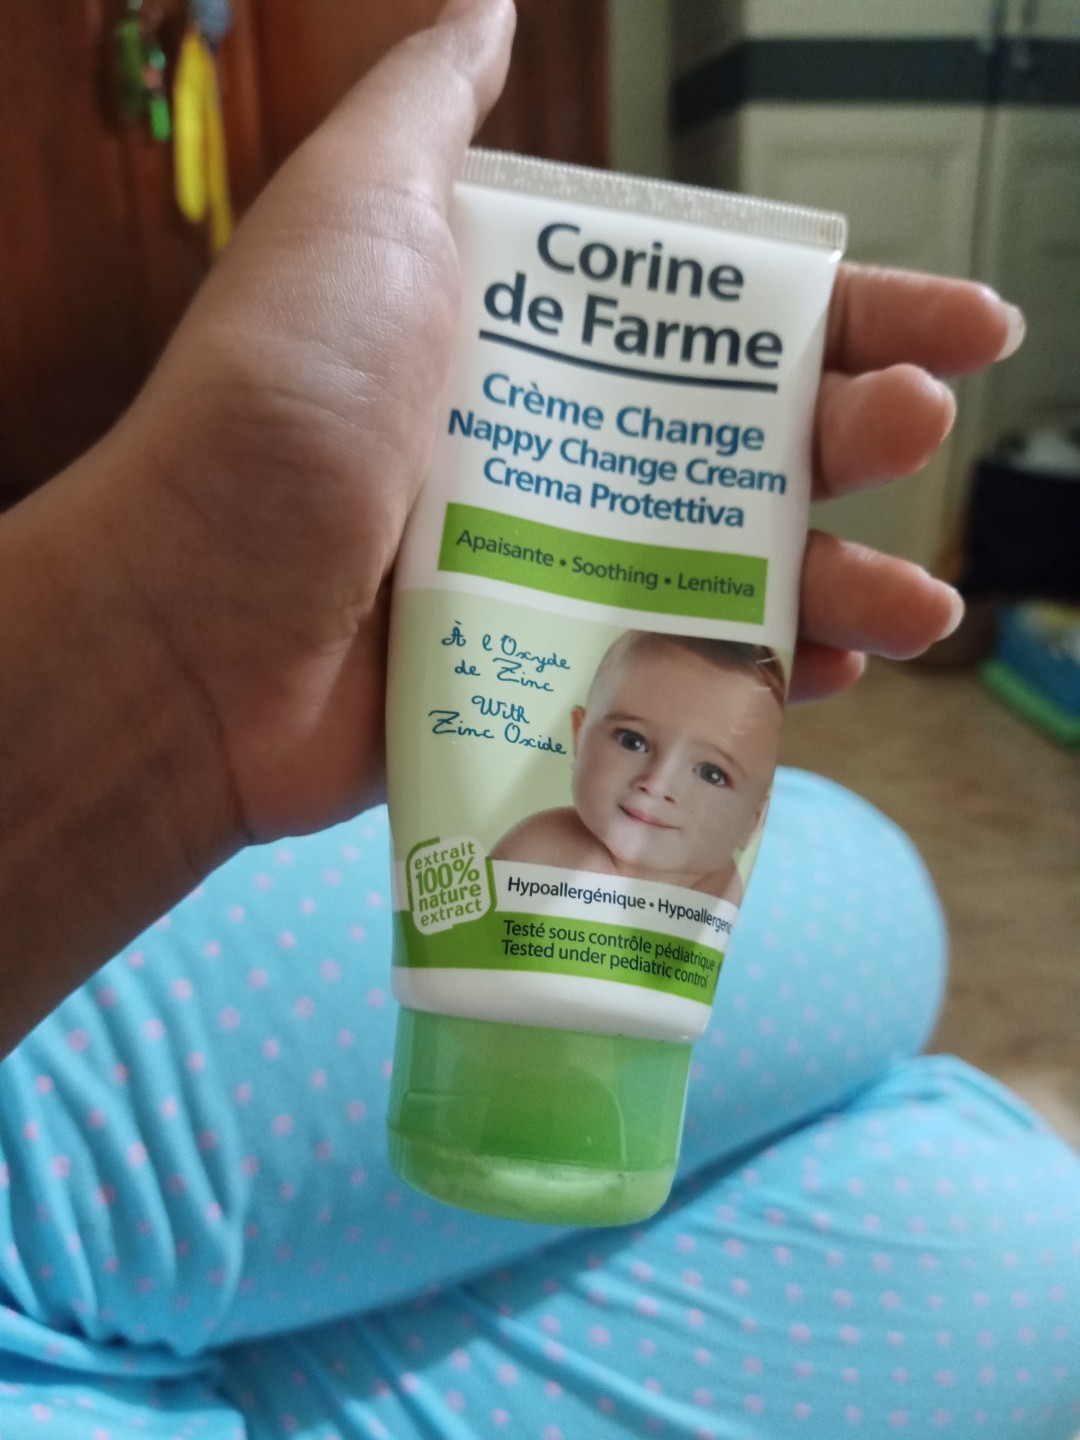 Corine
de Farme
Crème Change
Nappy Change Cream
Crema Protettiva
Apaisante • Soothing • Lenitiva
À l'Oxyde
de Zinc
With
Zinc Oxide
extrait
100%
nature
extract
Hypoallergénique •
Testé sous contrôle pédiatrique
Tested under pediatric control